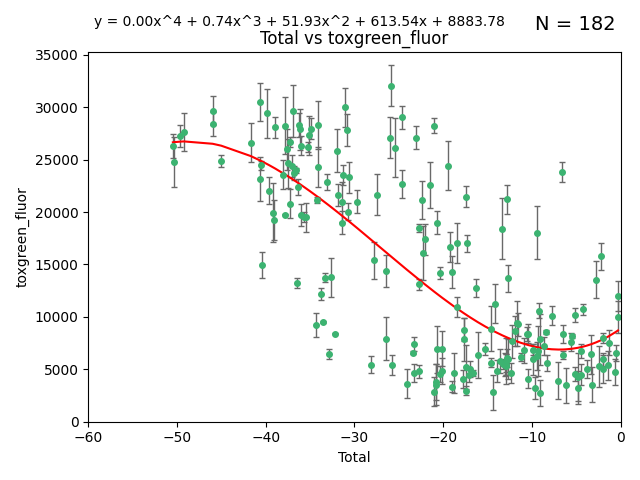 y = 0.00x^4 + 0.74x^3 + 51.93x^2 + 613.54x + 8883.78
N = 182
Total vs toxgreen_fluor
35000
30000
25000
20000
15000
10000
5000
0
toxgreen_fluor
−60 −50 −40 −30 −20 −10 0
Total